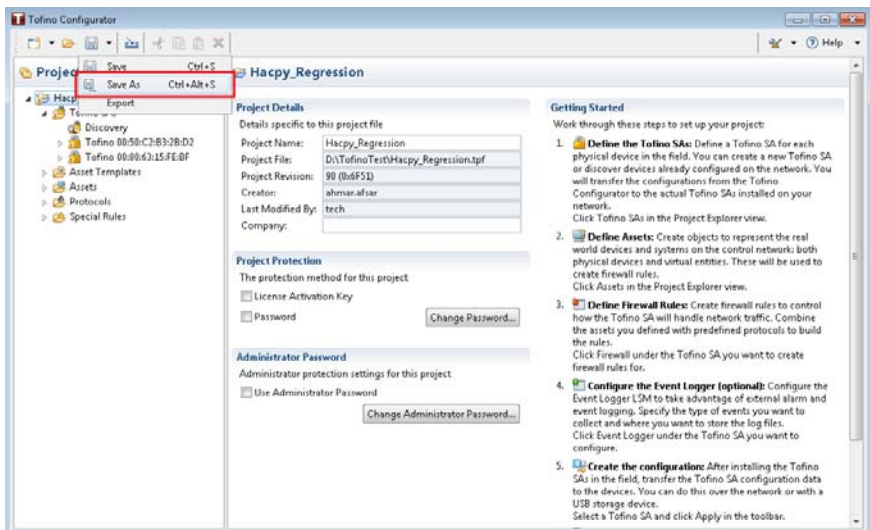 Tofino Configurator
Help
Save Ctrl+S
Save As Ctrl+Alt+S
Export
Discovery
Tofino 00:50:C2:B3:2B:D2
Tofino 00:80:63:15:FE:0F
Asset Templates
Assets
Protocols
Special Rules
Hacpy_Regression
Project Details
Details specific to this project file
Project Name: Hacpy_Regression
Project File: D:\TofinoTest\Hacpy_Regression.tpf
Project Revision: 90 (0x6F51)
Creator: ahmar.afsar
Last Modified By: tech
Company:
Project Protection
The protection method for this project
License Activation Key
Password
Change Password...
Administrator Password
Administrator protection settings for this project
Use Administrator Password
Change Administrator Password...
Getting Started
Work through these steps to set up your project:
1. Define the Tofino SAs: Define a Tofino SA for each
physical device in the field. You can create a new Tofino SA
or discover devices already configured on the network. You
will transfer the configurations from the Tofino
Configurator to the actual Tofino SAs installed on your
network.
Click Tofino SAs in the Project Explorer view.
2. Define Assets: Create objects to represent the real
world devices and systems on the control network: both
physical devices and virtual entities. These will be used to
create firewall rules.
Click Assets in the Project Explorer view.
3. Define Firewall Rules: Create firewall rules to control
how the Tofino SA will handle network traffic. Combine
the assets you defined with predefined protocols to build
the rules.
Click Firewall under the Tofino SA you want to create
firewall rules for.
4. Configure the Event Logger (optional): Configure the
Event Logger LSM to take advantage of external alarm and
event logging. Specify the type of events you want to
collect and where you want to store the log files.
Click Event Logger under the Tofino SA you want to
configure.
5. Create the configuration: After installing the Tofino
SAs in the field, transfer the Tofino SA configuration data
to the devices. You can do this over the network or with a
USB storage device.
Select a Tofino SA and click Apply in the toolbar.